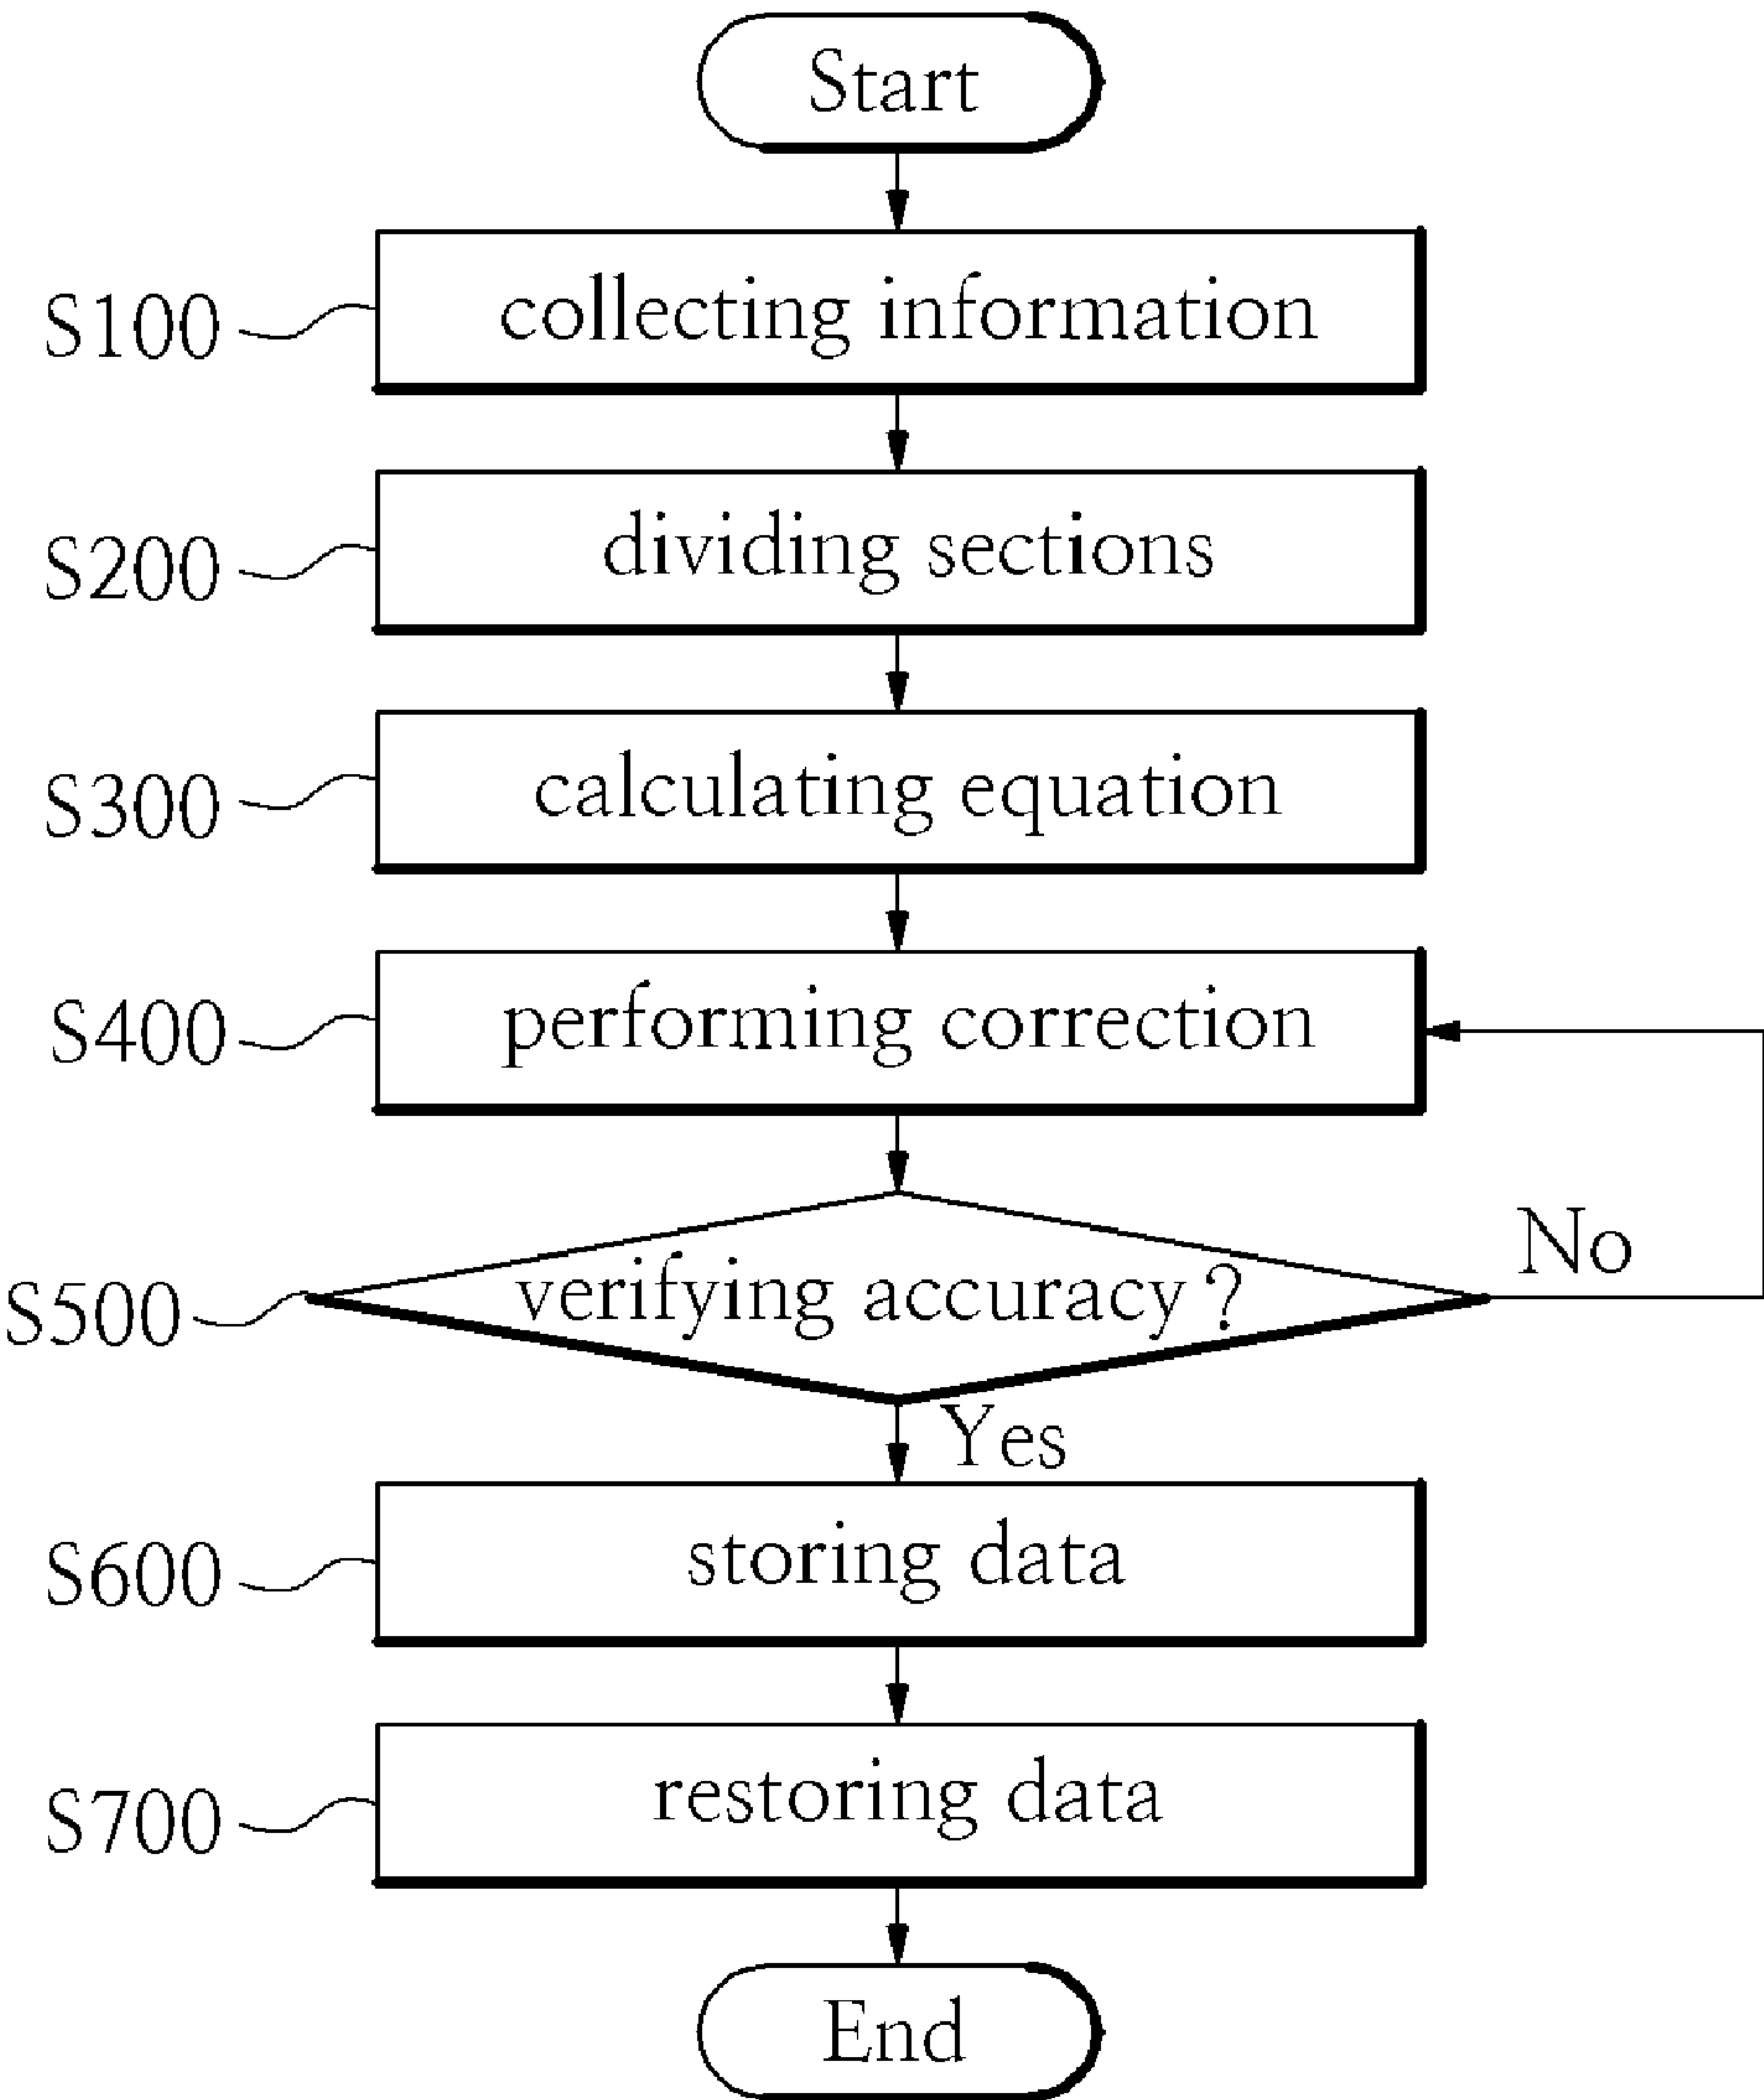 Start
S100
collecting information
S200
dividing sections
S300
calculating equation
S400
performing correction
No
S500
verifying accuracy?
Yes
S600
storing data
S700
restoring data
End